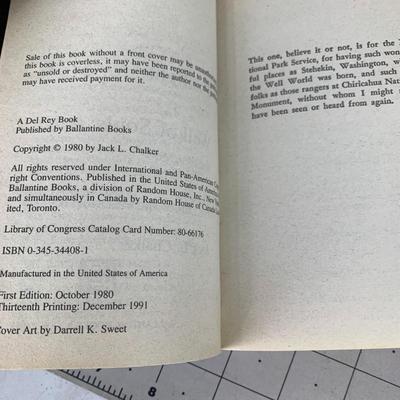 Sale of this book without a front cover may be unauthorized. If
this book is coverless, it may have been reported to the
as "unsold or destroyed" and neither the author nor the
may have received payment for it.
A Del Rey Book
Published by Ballantine Books
Copyright © 1980 by Jack L. Chalker
All rights reserved under International and Pan-American
right Conventions. Published in the United States of America
Ballantine Books, a division of Random House, Inc., New
and simultaneously in Canada by Random House of Canada
ited, Toronto.
Library of Congress Catalog Card Number: 80-66176
ISBN 0-345-34408-1
Manufactured in the United States of America
First Edition: October 1980
Thirteenth Printing: December 1991
Cover Art by Darrell K. Sweet
This one, believe it or not, is for the
tional Park Service, for having such won
ful places as Stehekin, Washington, w
the Well World was born, and such
folks as those rangers at Chiricahua Nati
Monument, without whom I might
have been seen or heard from again.
8